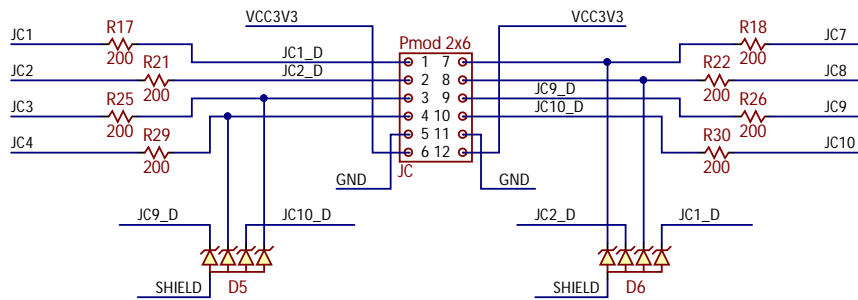 VCC3V3 VCC3V3
JC1 R17 200 Pmod 2x6 R18 200 JC7
JC1_D 1 7
JC2 R21 200 JC2_D 2 8 R22 200 JC8
JC3 R25 200 3 9 JC9_D R26 200 JC9
JC4 R29 200 4 10 JC10_D R30 200 JC10
5 11
6 12
GND JC GND
JC9_D JC10_D JC2_D JC1_D
SHIELD D5 SHIELD D6